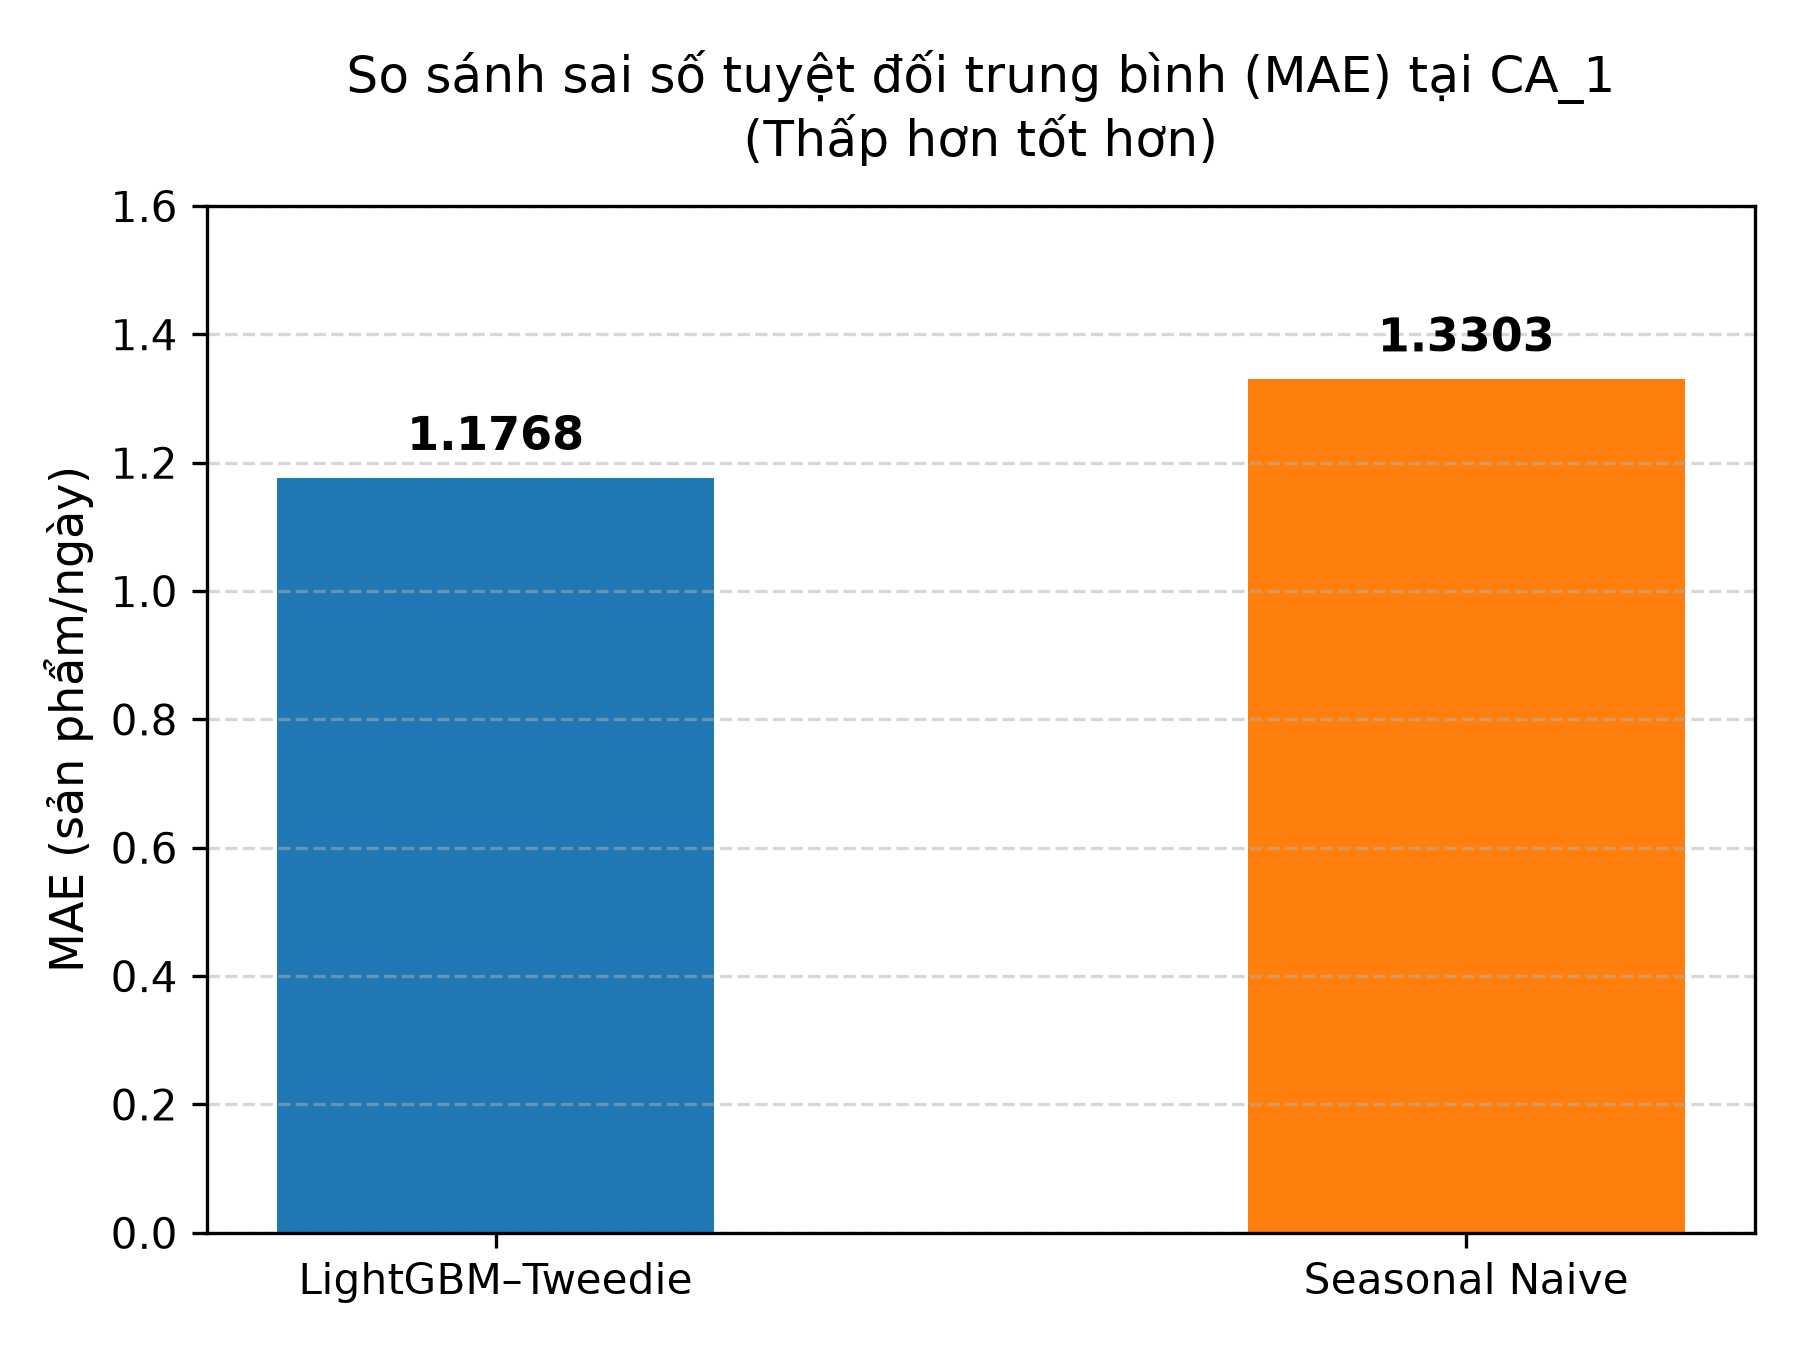 So sánh sai số tuyệt đối trung bình (MAE) tại CA_1
(Thấp hơn tốt hơn)
MAE (sản phẩm/ngày)
1.6
1.4
1.2
1.0
0.8
0.6
0.4
0.2
0.0
1.1768
1.3303
LightGBM–Tweedie
Seasonal Naive